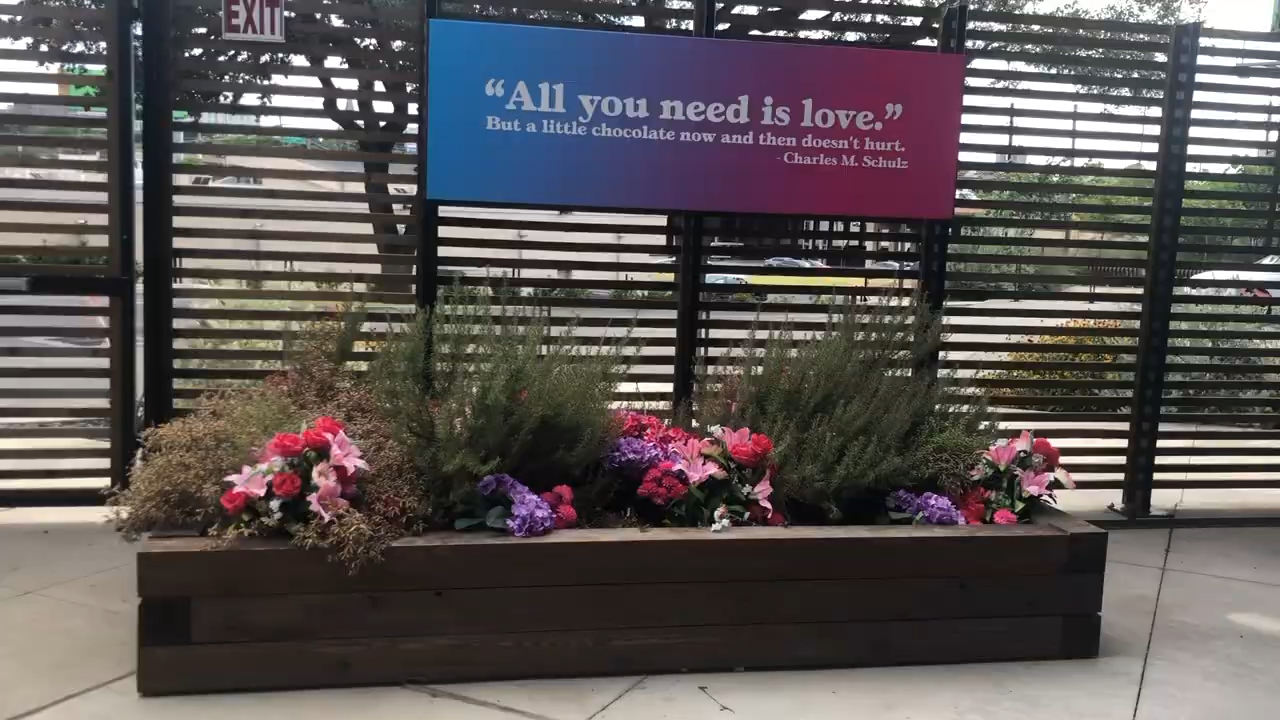 EXIT
“All you need is love.”
But a little chocolate now and then doesn't hurt.
- Charles M. Schulz